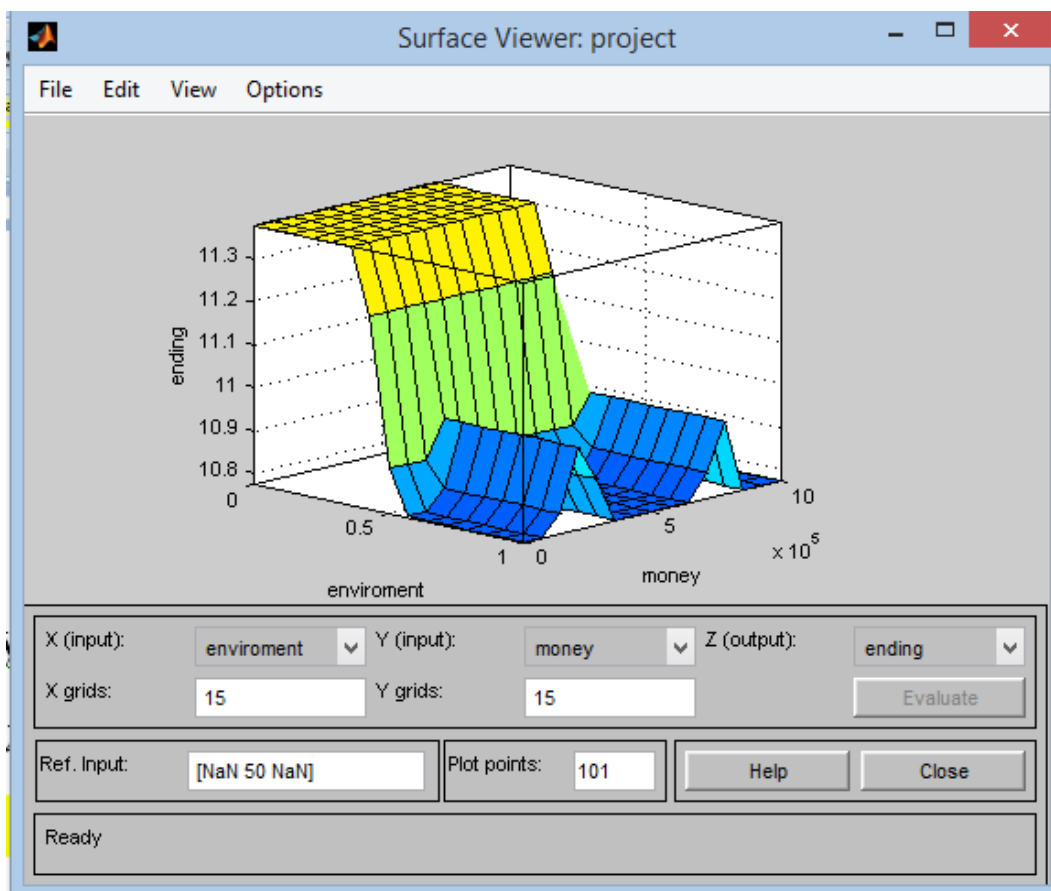 Surface Viewer: project
File Edit View Options
11.3
11.2
11.1
11
10.9
10.8
ending
0
0.5
1
enviroment
0
5
10
x 10^5
money
X (input): enviroment Y (input): money Z (output): ending
X grids: 15 Y grids: 15 Evaluate
Ref. Input: [NaN 50 NaN] Plot points: 101 Help Close
Ready